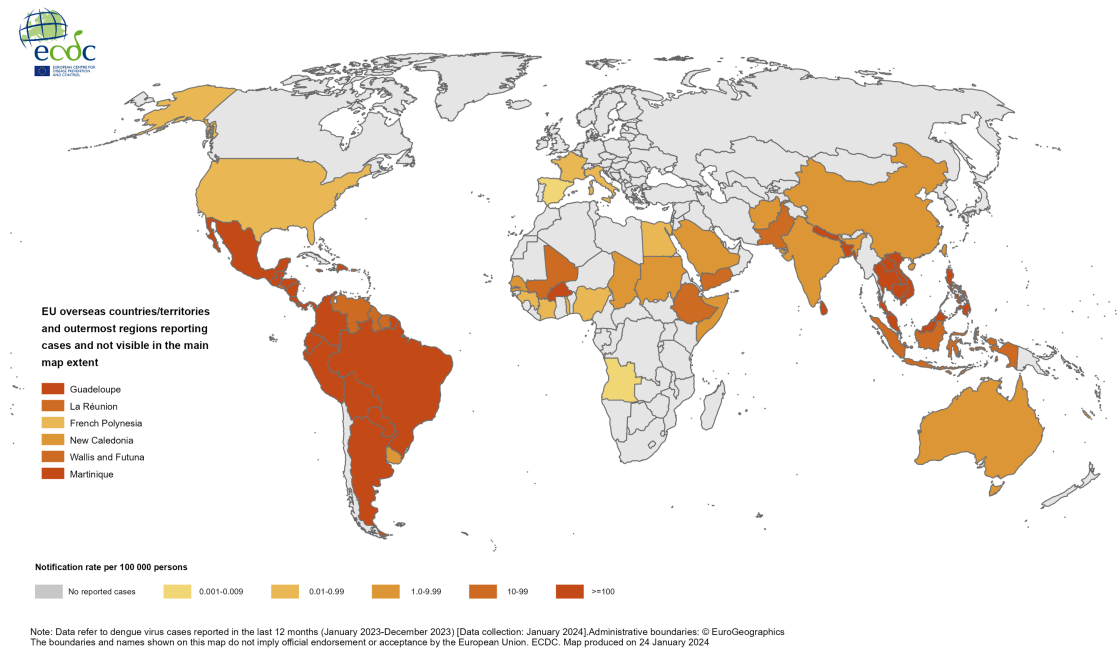 ecdc
EUROPEAN CENTRE FOR
DISEASE PREVENTION
AND CONTROL
EU overseas countries/territories
and outermost regions reporting
cases and not visible in the main
map extent
Guadeloupe
La Réunion
French Polynesia
New Caledonia
Wallis and Futuna
Martinique
Notification rate per 100 000 persons
No reported cases
0.001-0.009
0.01-0.99
1.0-9.99
10-99
>=100
Note: Data refer to dengue virus cases reported in the last 12 months (January 2023-December 2023) [Data collection: January 2024].Administrative boundaries: © EuroGeographics
The boundaries and names shown on this map do not imply official endorsement or acceptance by the European Union. ECDC. Map produced on 24 January 2024